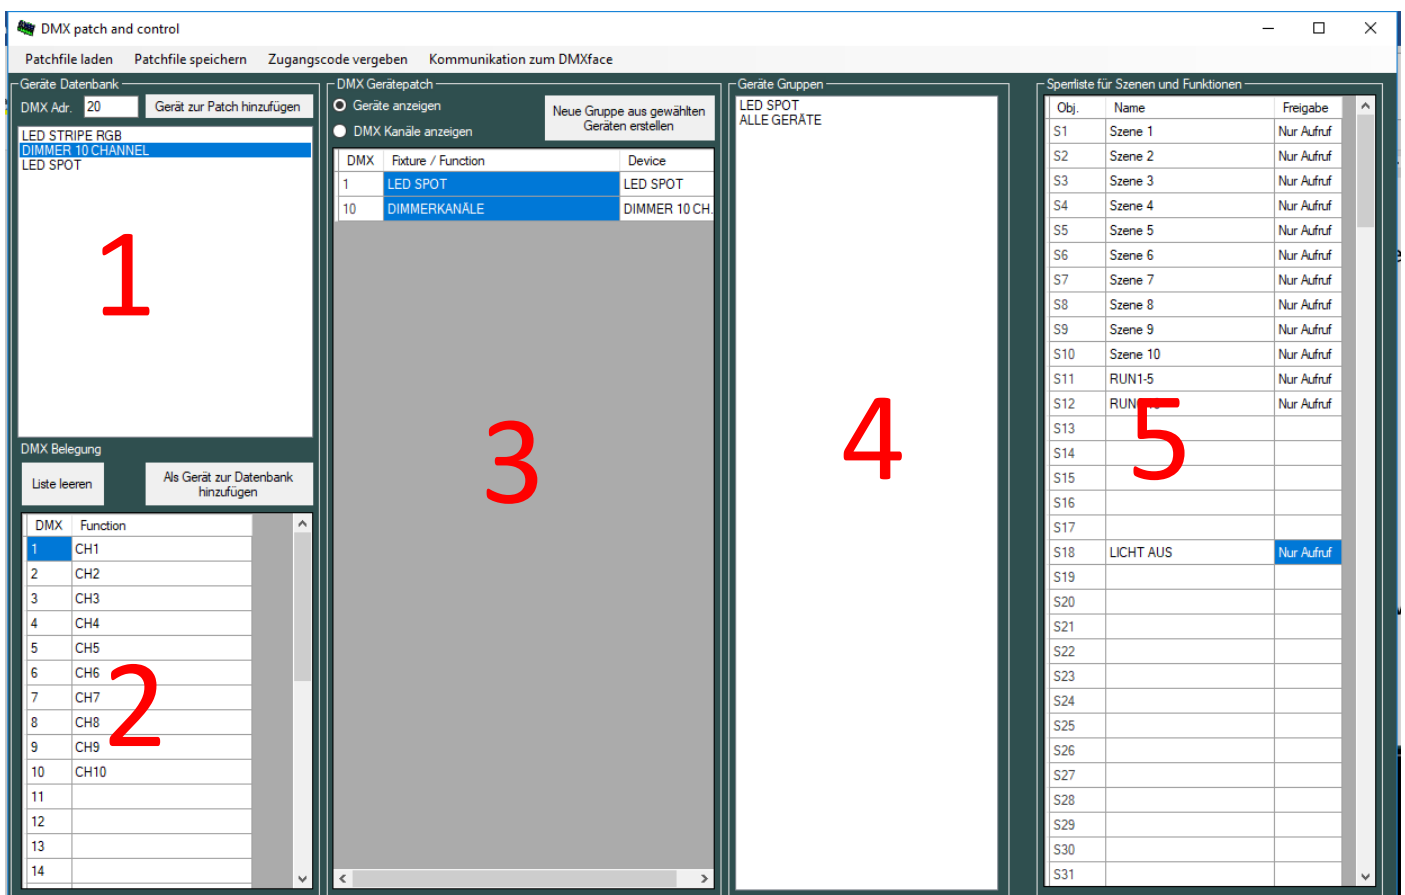 DMX patch and control
Patchfile laden Patchfile speichern Zugangscode vergeben Kommunikation zum DMXface
Geräte Datenbank
DMX Adr. 20 Gerät zur Patch hinzufügen
LED STRIPE RGB
DIMMER 10 CHANNEL
LED SPOT
1
DMX Belegung
Liste leeren
Als Gerät zur Datenbank
hinzufügen
DMX Function
1 CH1
2 CH2
3 CH3
4 CH4
5 CH5
6 CH6
7 CH7
8 CH8
9 CH9
10 CH10
11
12
13
14
2
DMX Gerätepatch
Geräte anzeigen
DMX Kanäle anzeigen
Neue Gruppe aus gewählten
Geräten erstellen
DMX Fixture / Function Device
1 LED SPOT LED SPOT
10 DIMMERKANÄLE DIMMER 10 CH.
3
Geräte Gruppen
LED SPOT
ALLE GERÄTE
4
Sperrliste für Szenen und Funktionen
Obj. Name Freigabe
S1 Szene 1 Nur Aufruf
S2 Szene 2 Nur Aufruf
S3 Szene 3 Nur Aufruf
S4 Szene 4 Nur Aufruf
S5 Szene 5 Nur Aufruf
S6 Szene 6 Nur Aufruf
S7 Szene 7 Nur Aufruf
S8 Szene 8 Nur Aufruf
S9 Szene 9 Nur Aufruf
S10 Szene 10 Nur Aufruf
S11 RUN1-5 Nur Aufruf
S12 Nur Aufruf
S13
S14
S15
S16
S17
S18 LICHT AUS Nur Aufruf
S19
S20
S21
S22
S23
S24
S25
S26
S27
S28
S29
S30
S31
5